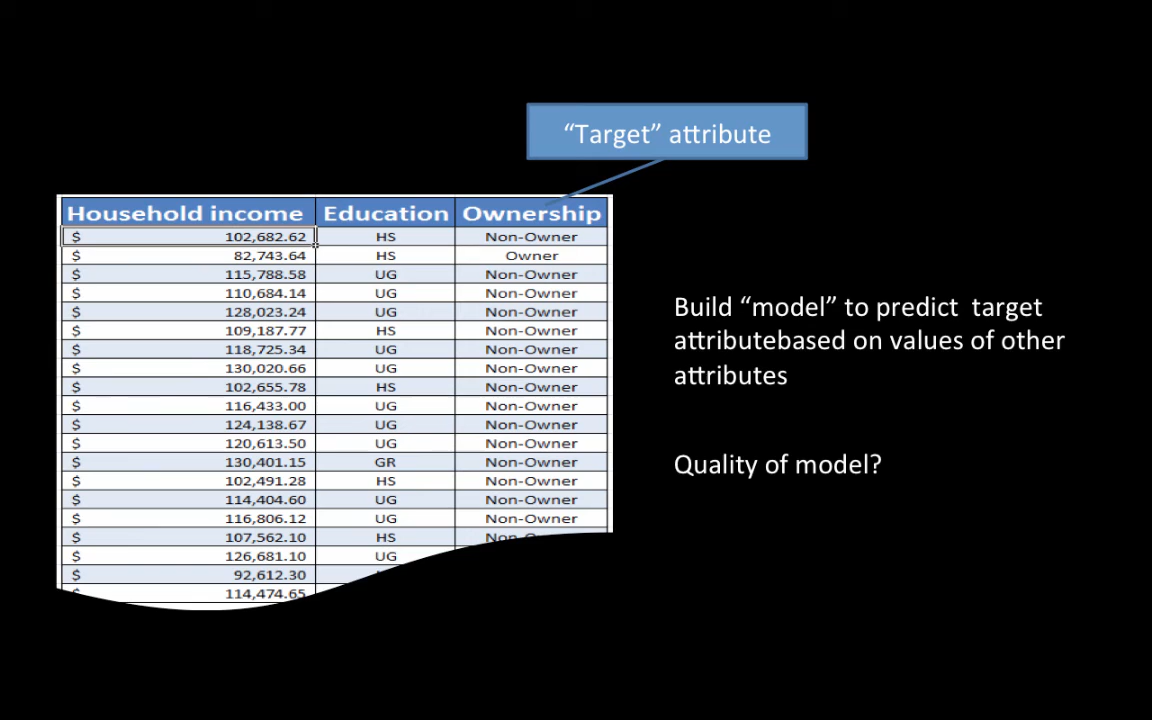 “Target” attribute
Household income Education Ownership
$ 102,682.62 HS Non-Owner
$ 82,743.64 HS Owner
$ 115,788.58 UG Non-Owner
$ 110,684.14 UG Non-Owner
$ 128,023.24 UG Non-Owner
$ 109,187.77 HS Non-Owner
$ 118,725.34 UG Non-Owner
$ 130,020.66 UG Non-Owner
$ 102,655.78 HS Non-Owner
$ 116,433.00 UG Non-Owner
$ 124,138.67 UG Non-Owner
$ 120,613.50 UG Non-Owner
$ 130,401.15 GR Non-Owner
$ 102,491.28 HS Non-Owner
$ 114,404.60 UG Non-Owner
$ 116,806.12 UG Non-Owner
$ 107,562.10 HS
$ 126,681.10 UG
$ 92,612.30
$ 114,474.65
Build “model” to predict target
attributebased on values of other
attributes
Quality of model?